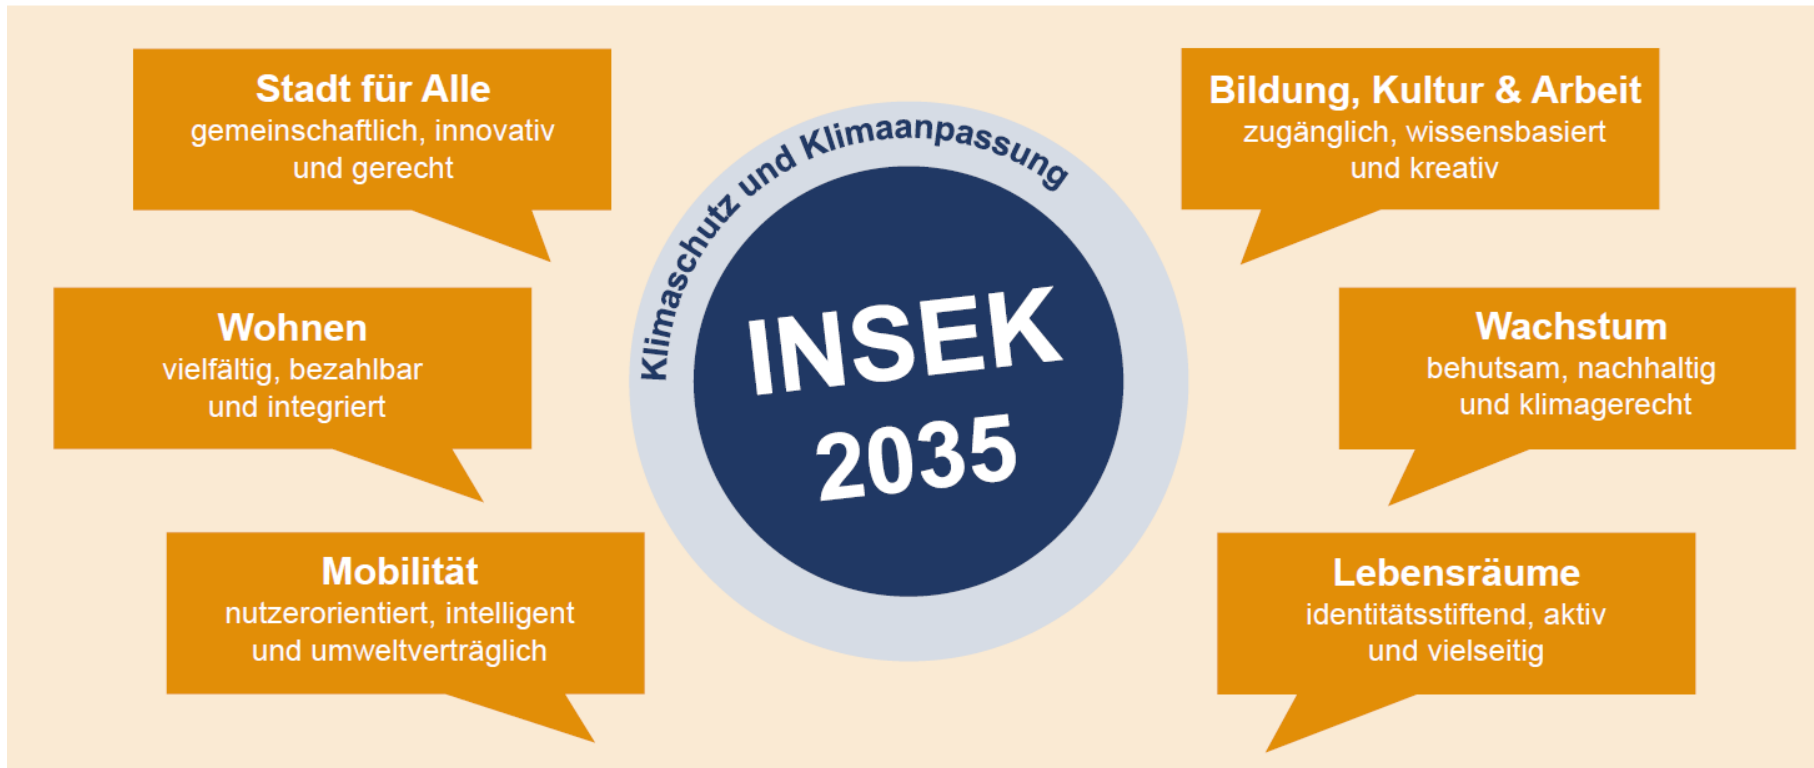 Stadt für Alle
gemeinschaftlich, innovativ
und gerecht
Wohnen
vielfältig, bezahlbar
und integriert
Mobilität
nutzerorientiert, intelligent
und umweltverträglich
Klimaschutz und Klimaanpassung
INSEK
2035
Bildung, Kultur & Arbeit
zugänglich, wissensbasiert
und kreativ
Wachstum
behutsam, nachhaltig
und klimagerecht
Lebensräume
identitätsstiftend, aktiv
und vielseitig